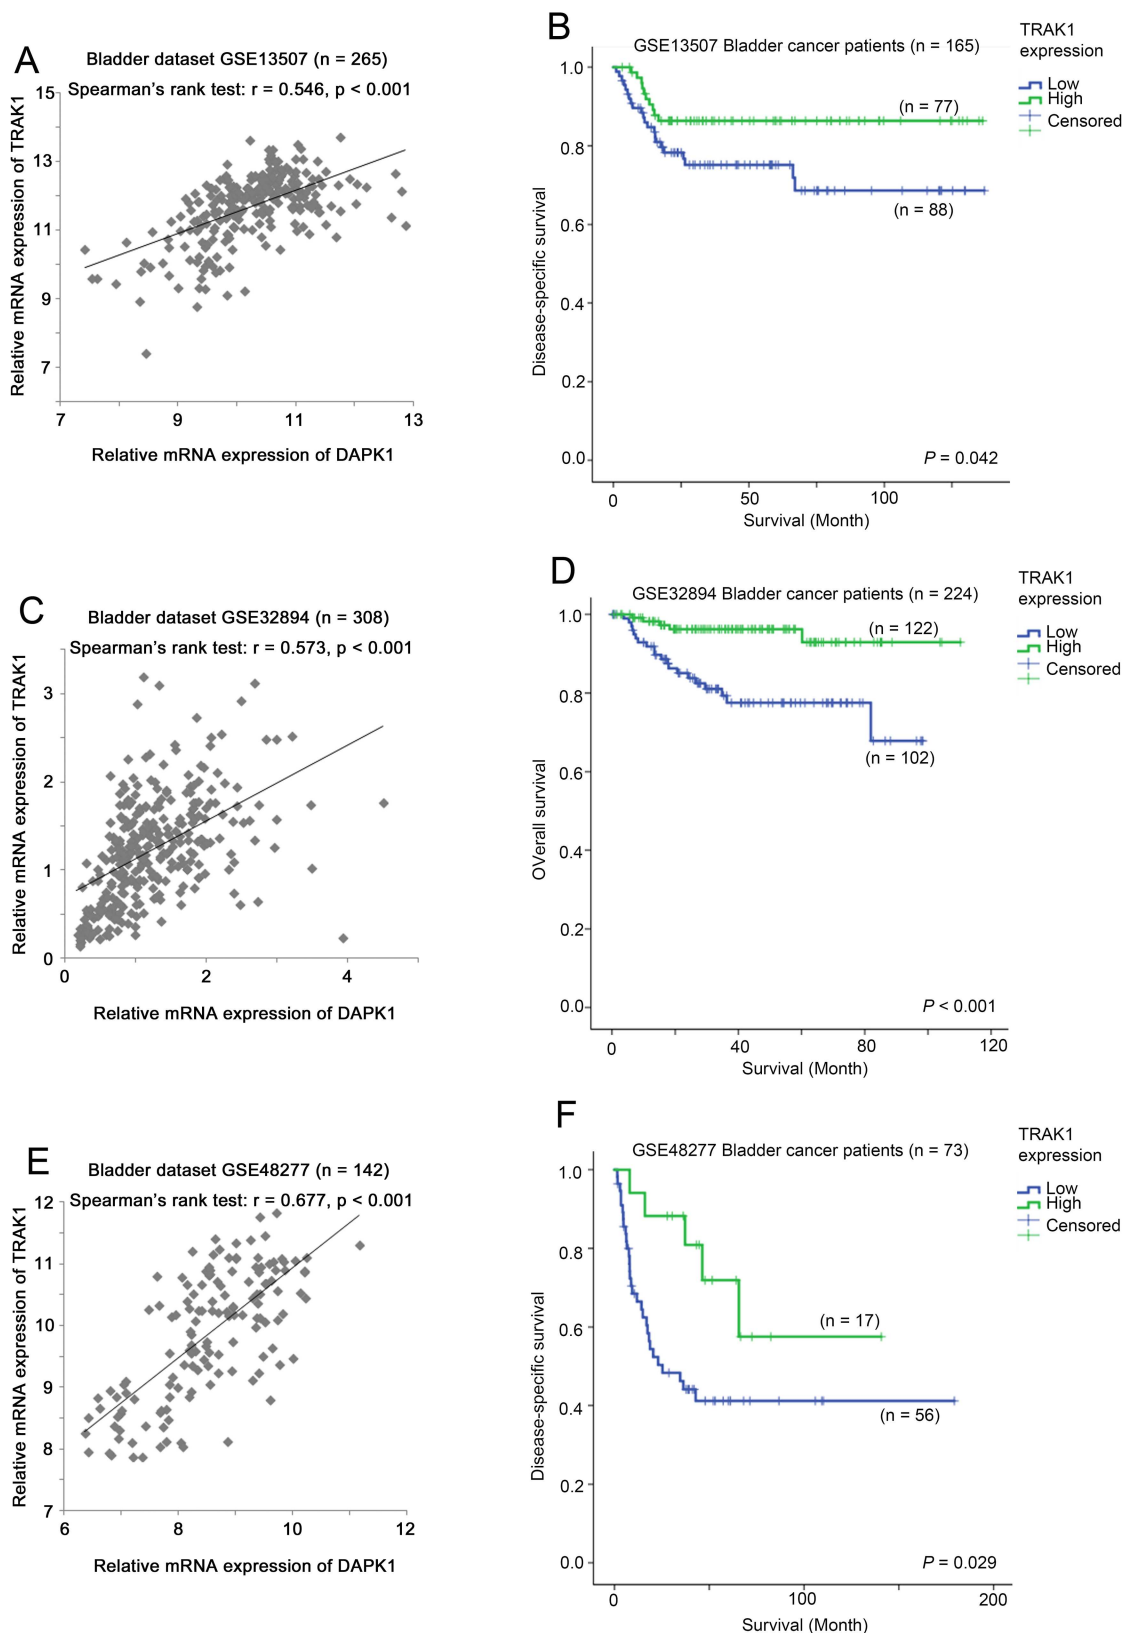 A
Bladder dataset GSE13507 (n = 265)
Spearman's rank test: r = 0.546, p < 0.001
Relative mRNA expression of TRAK1
15
13
11
9
7
7
9
11
13
Relative mRNA expression of DAPK1
B
GSE13507 Bladder cancer patients (n = 165)
TRAK1
expression
Low
High
Censored
Disease-specific survival
1.0
0.8
0.6
0.4
0.2
0.0
(n = 77)
(n = 88)
P = 0.042
0
50
100
Survival (Month)
C
Bladder dataset GSE32894 (n = 308)
Spearman's rank test: r = 0.573, p < 0.001
Relative mRNA expression of TRAK1
3
2
1
0
0
2
4
Relative mRNA expression of DAPK1
D
GSE32894 Bladder cancer patients (n = 224)
TRAK1
expression
Low
High
Censored
OVerall survival
1.0
0.8
0.6
0.4
0.2
0.0
(n = 122)
(n = 102)
P < 0.001
0
40
80
120
Survival (Month)
E
Bladder dataset GSE48277 (n = 142)
Spearman's rank test: r = 0.677, p < 0.001
Relative mRNA expression of TRAK1
12
11
10
9
8
7
6
8
10
12
Relative mRNA expression of DAPK1
F
GSE48277 Bladder cancer patients (n = 73)
TRAK1
expression
Low
High
Censored
Disease-specific survival
1.0
0.8
0.6
0.4
0.2
0.0
(n = 17)
(n = 56)
P = 0.029
0
100
200
Survival (Month)